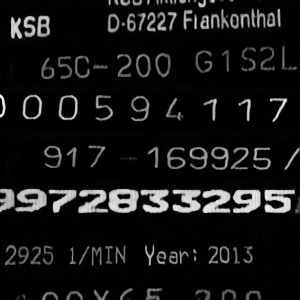 KSB
D-67227 Frankenthal
65C-200 G1S2L
000594117
917-169925/
9972833295
2925 1/MIN Year: 2013